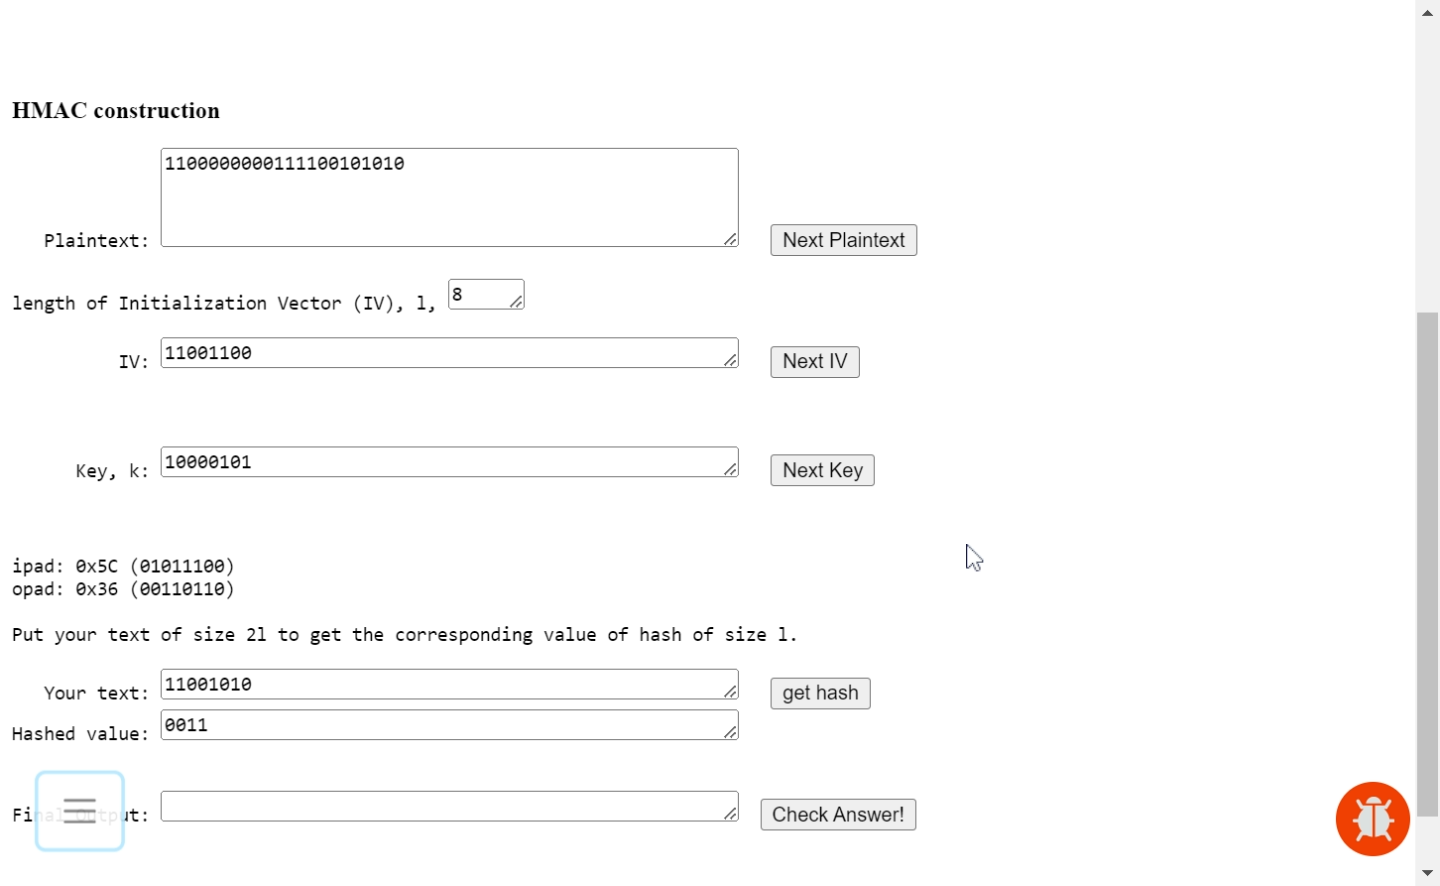 HMAC construction
1100000000111100101010
Plaintext:
Next Plaintext
length of Initialization Vector (IV), l, 8
IV: 11001100
Next IV
Key, k: 10000101
Next Key
ipad: 0x5C (01011100)
opad: 0x36 (00110110)
Put your text of size 2l to get the corresponding value of hash of size l.
Your text: 11001010
get hash
Hashed value: 0011
Final Output:
Check Answer!